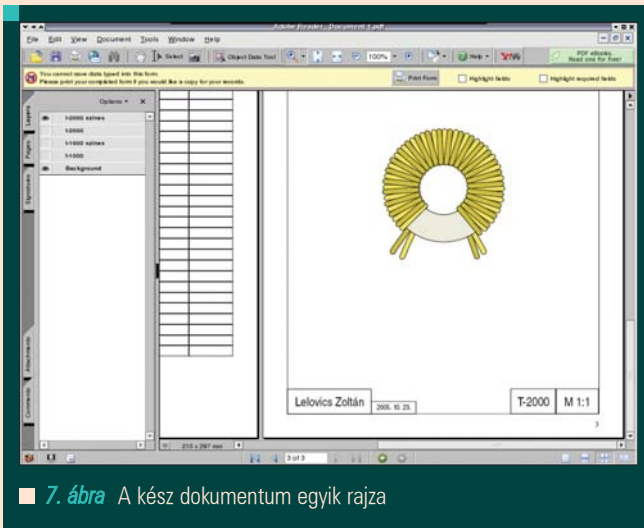 Adobe Reader - [Document 1.pdf]
File Edit View Document Tools Window Help
Select Object Data Tool 100% Help YAHOO! PDF eBooks. Read one for free!
You cannot save data typed into this form.
Please print your completed form if you would like a copy for your records.
Print Form Highlight fields Highlight required fields
Options X
Layers
t-2000 szines
t-2000
t-1000 szines
t-1000
Background
Pages
Signatures
Attachments
Comments
Lelovics Zoltán 2005. 10. 23. T-2000 M 1:1
3
210 x 297 mm
3 of 3
7. ábra A kész dokumentum egyik rajza